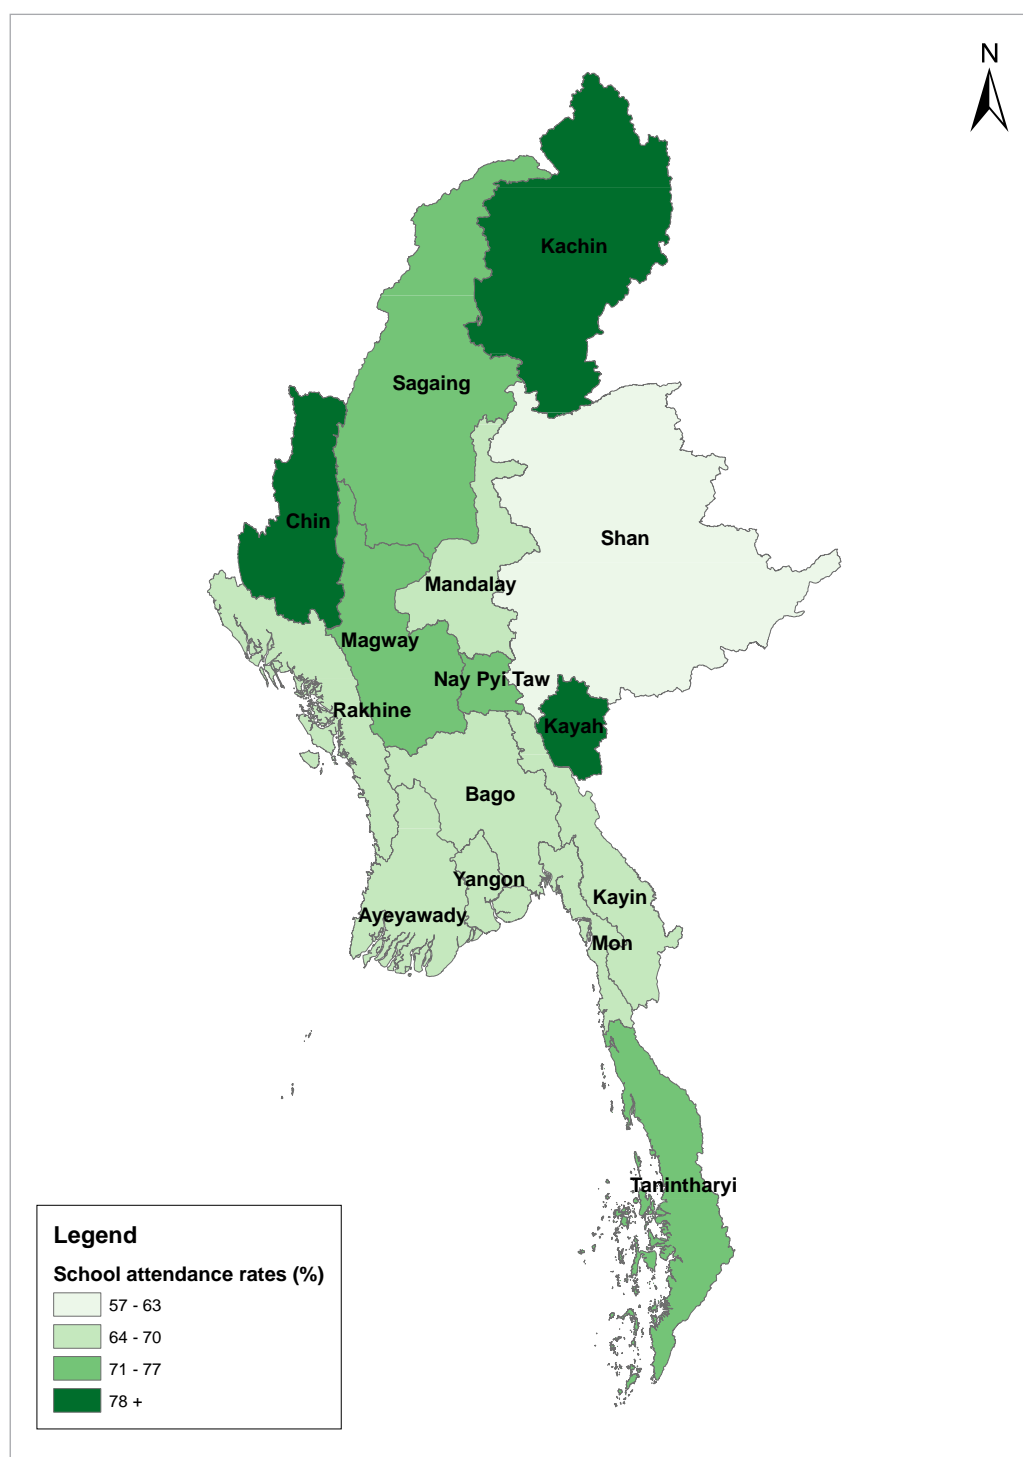 N
Kachin
Sagaing
Chin
Shan
Mandalay
Magway
Nay Pyi Taw
Rakhine
Kayah
Bago
Yangon
Kayin
Ayeyawady
Mon
Tanintharyi
Legend
School attendance rates (%)
57 - 63
64 - 70
71 - 77
78 +